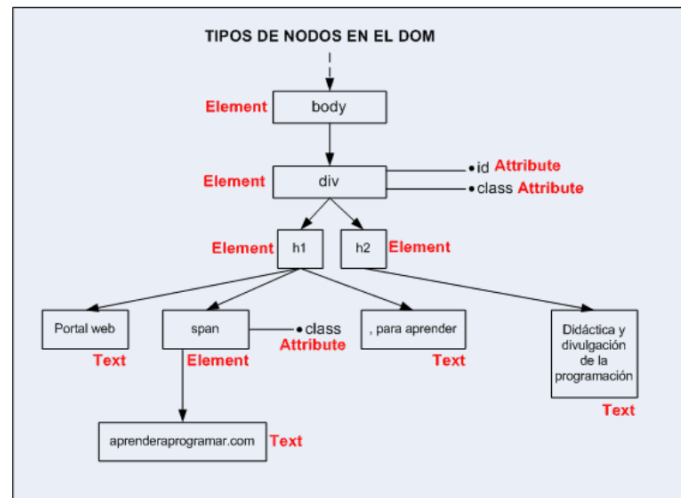 TIPOS DE NODOS EN EL DOM
Element
body
Element
div
id Attribute
class Attribute
Element
h1
h2
Element
Portal web
Text
span
Element
class
Attribute
, para aprender
Text
Didáctica y
divulgación
de la
programación
Text
aprenderaprogramar.com
Text